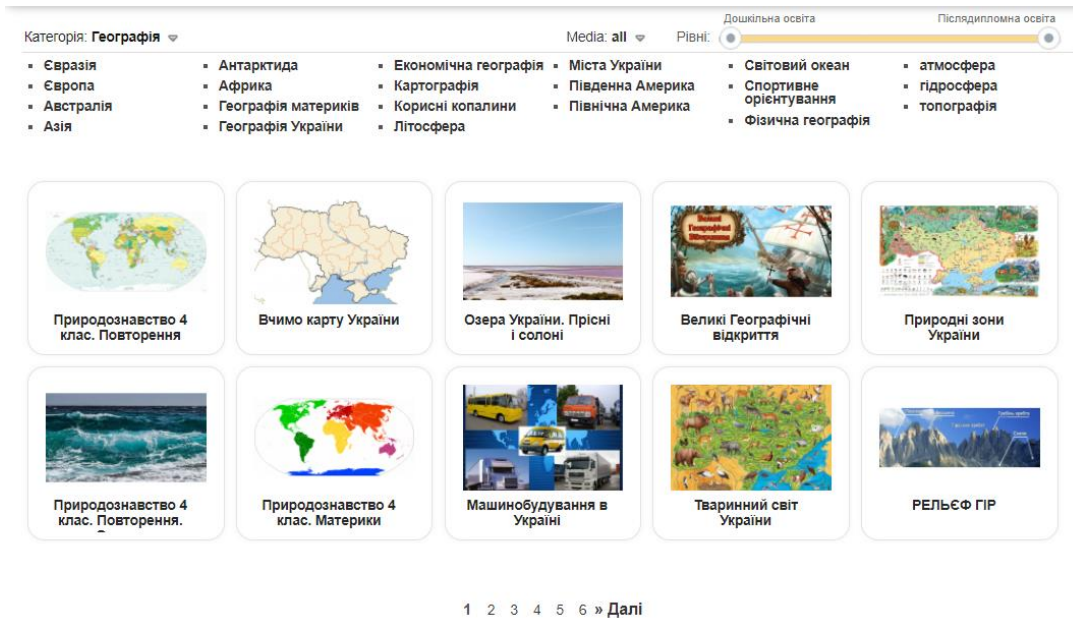 Дошкільна освіта
Післядипломна освіта
Категорія: Географія
Media: all
Рівні:
Євразія
Європа
Австралія
Азія
Антарктида
Африка
Географія материків
Географія України
Економічна географія
Картографія
Корисні копалини
Літосфера
Міста України
Південна Америка
Північна Америка
Світовий океан
Спортивне
орієнтування
Фізична географія
атмосфера
гідросфера
топографія
Великі
Географічні
Природознавство 4
клас. Повторення
Вчимо карту України
Озера України. Прісні
і солоні
Великі Географічні
відкриття
Природні зони
України
Природознавство 4
клас. Повторення.
Природознавство 4
клас. Материки
Машинобудування в
Україні
Тваринний світ
України
РЕЛЬЄФ ГІР
1 2 3 4 5 6 » Далі